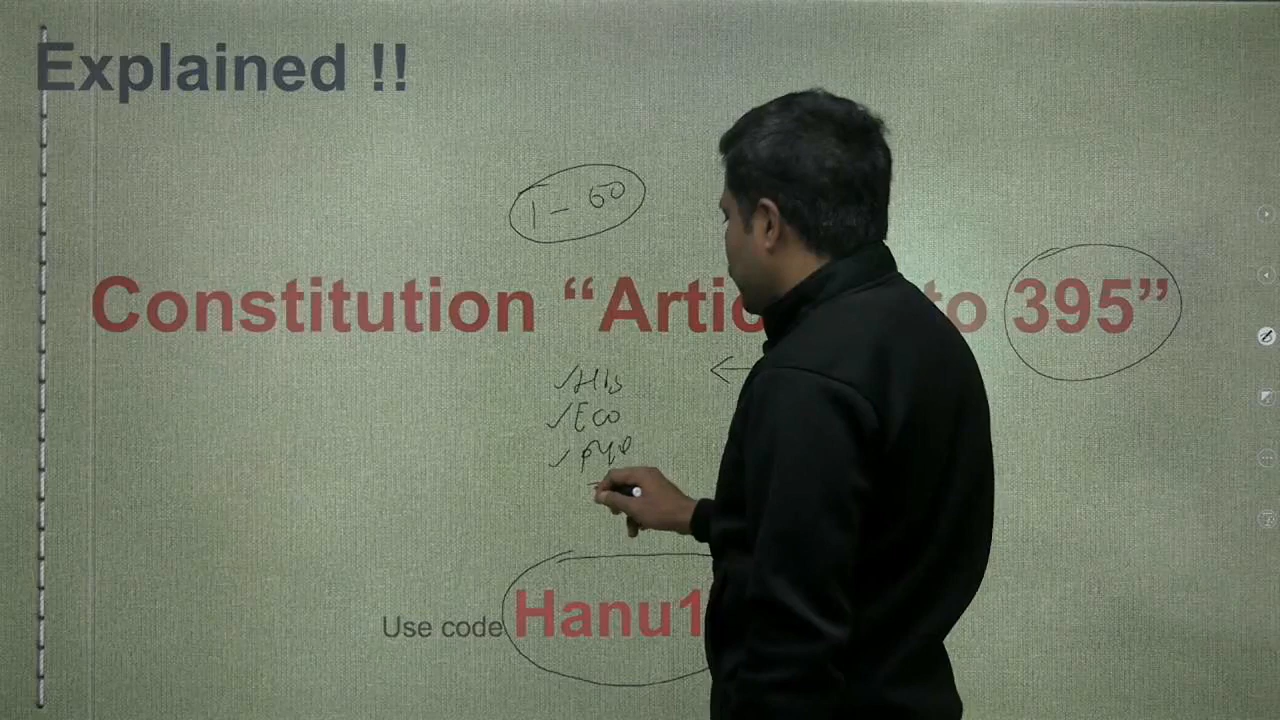 Explained !!
1 - 60
Constitution “Artic to 395”
His
Eco
Use code Hanu1